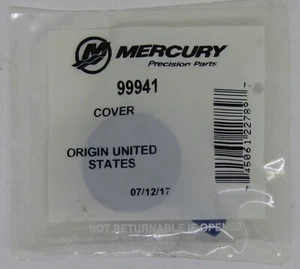 MERCURY
Precision Parts
99941
COVER
ORIGIN UNITED
STATES
07/12/17
NOT RETURNABLE IF OPENED